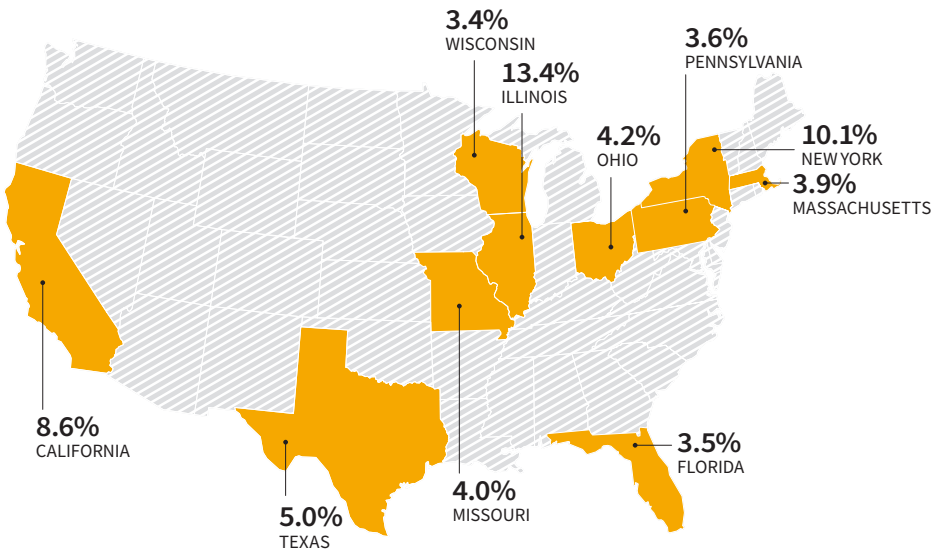 3.4%
WISCONSIN
13.4%
ILLINOIS
3.6%
PENNSYLVANIA
4.2%
OHIO
10.1%
NEW YORK
3.9%
MASSACHUSETTS
8.6%
CALIFORNIA
5.0%
TEXAS
4.0%
MISSOURI
3.5%
FLORIDA